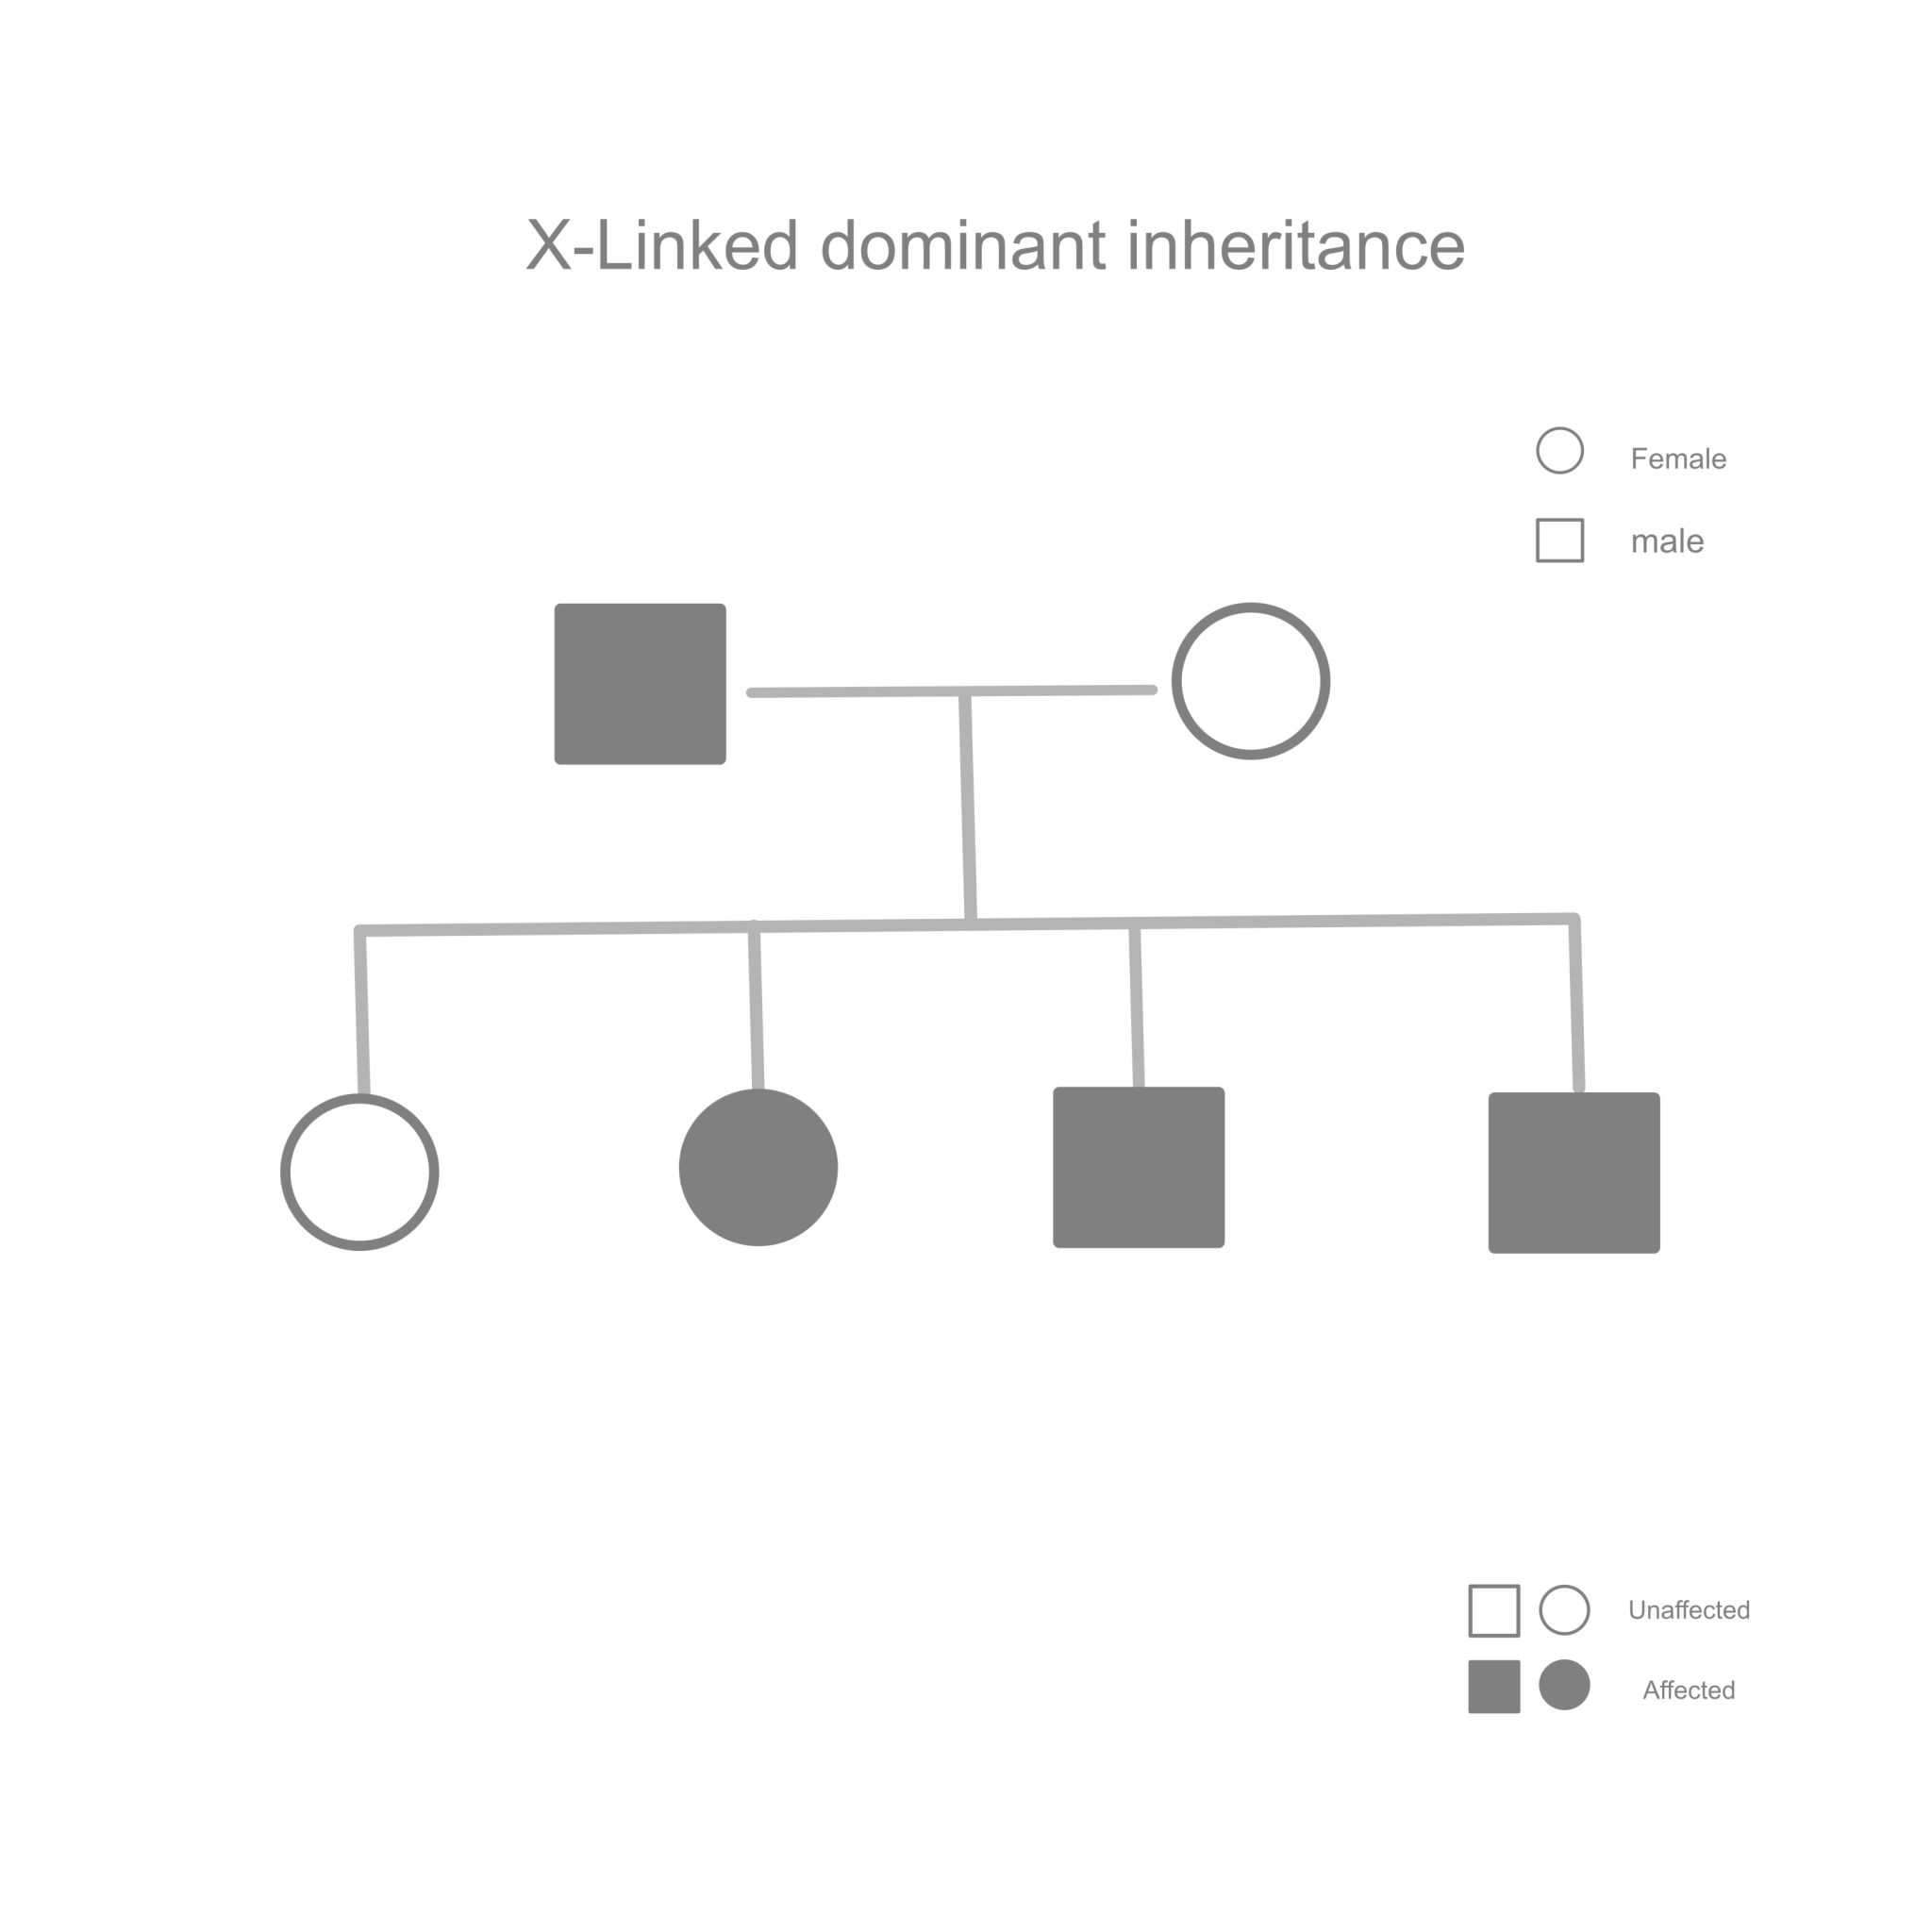 X-Linked dominant inheritance
Female
male
Unaffected
Affected